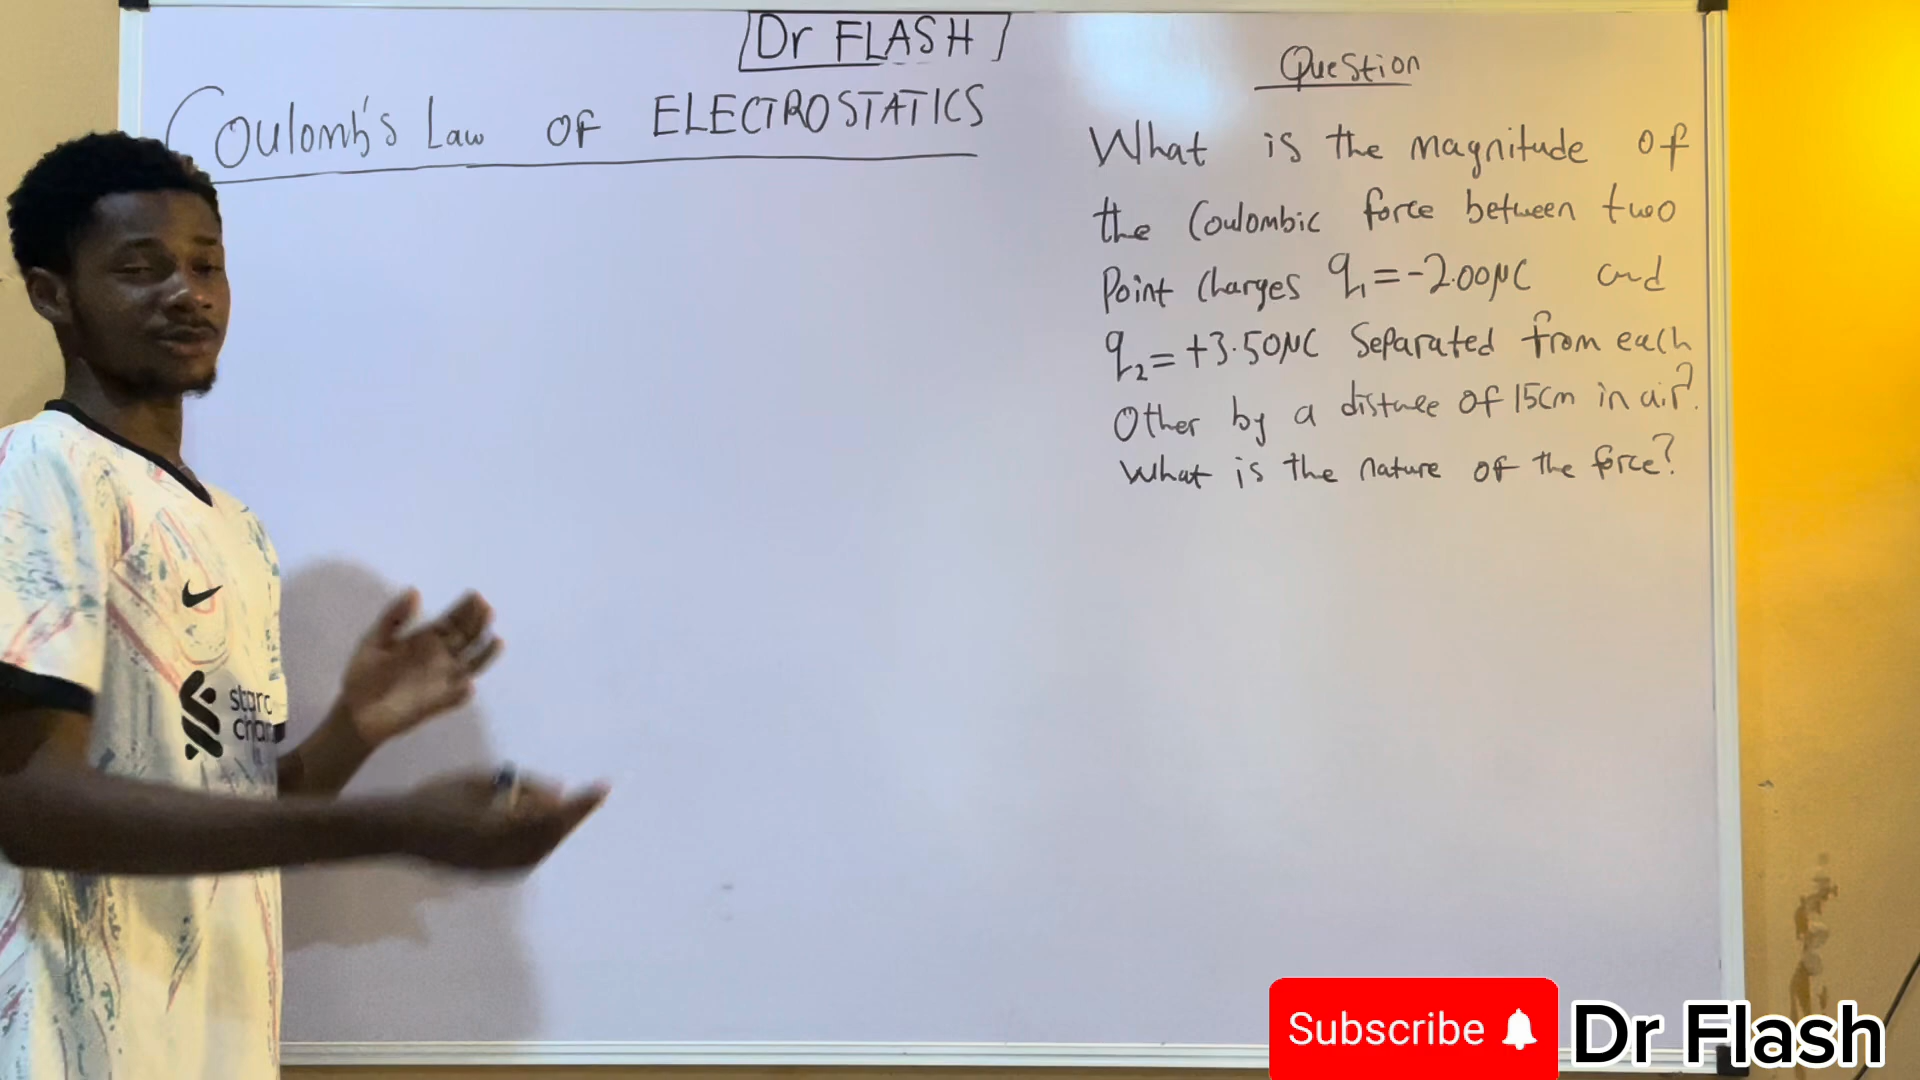 Dr FLASH
Coulomb's Law OF ELECTROSTATICS
Question
What is the magnitude of
the Coulombic force between two
Point Charges q₁ = -2.00μC and
q₂ = +3.50μC Separated from each
Other by a distance of 15cm in air?
What is the nature of the force?
Subscribe
Dr Flash